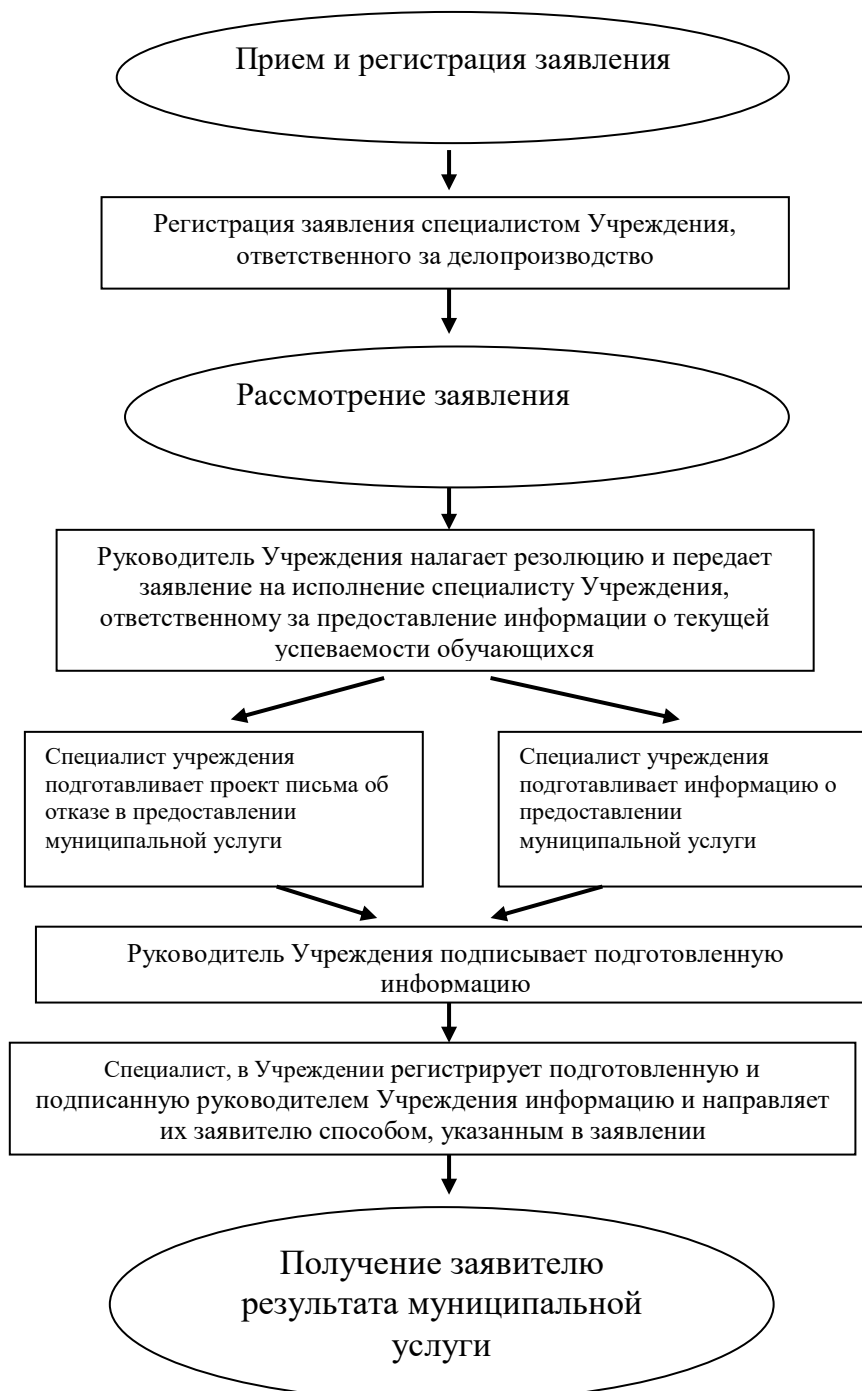 Прием и регистрация заявления
Регистрация заявления специалистом Учреждения,
ответственного за делопроизводство
Рассмотрение заявления
Руководитель Учреждения налагает резолюцию и передает
заявление на исполнение специалисту Учреждения,
ответственному за предоставление информации о текущей
успеваемости обучающихся
Специалист учреждения
подготавливает проект письма об
отказе в предоставлении
муниципальной услуги
Специалист учреждения
подготавливает информацию о
предоставлении
муниципальной услуги
Руководитель Учреждения подписывает подготовленную
информацию
Специалист, в Учреждении регистрирует подготовленную и
подписанную руководителем Учреждения информацию и направляет
их заявителю способом, указанным в заявлении
Получение заявителю
результата муниципальной
услуги